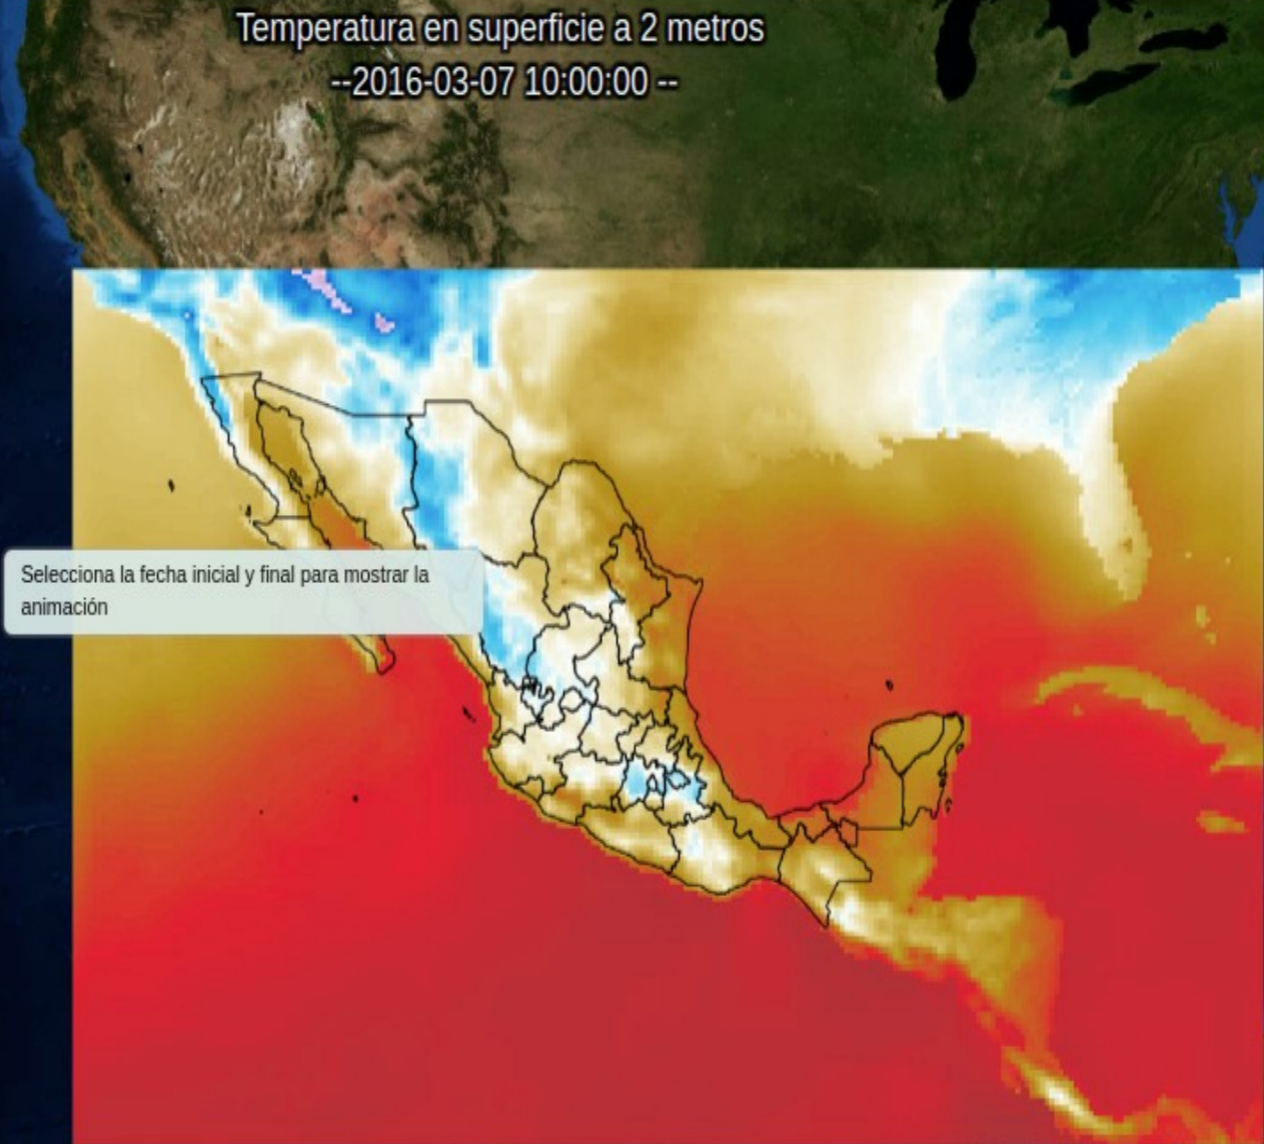 Temperatura en superficie a 2 metros
--2016-03-07 10:00:00 --
Selecciona la fecha inicial y final para mostrar la
animación